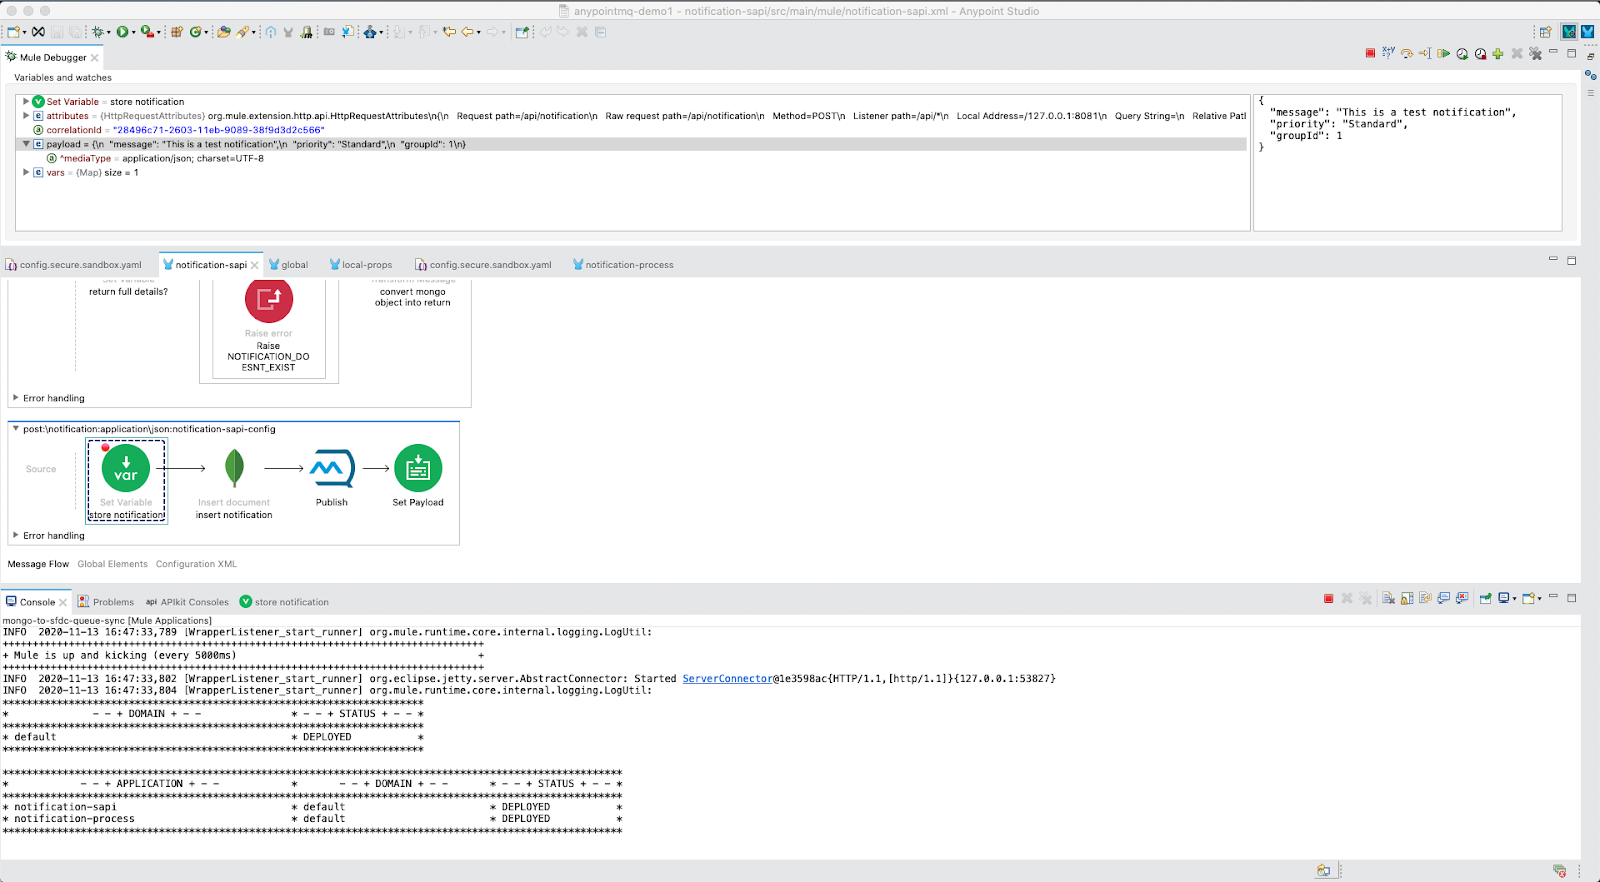 anypointmq-demo1 - notification-sapi/src/main/mule/notification-sapi.xml - Anypoint Studio
Mule Debugger
Variables and watches
Set Variable = store notification
attributes = {HttpRequestAttributes} org.mule.extension.http.api.HttpRequestAttributes\n{\n   Request path=/api/notification\n   Raw request path=/api/notification\n   Method=POST\n   Listener path=/api/*\n   Local Address=/127.0.0.1:8081\n   Query String=\n   Relative Path
correlationId = "28496c71-2603-11eb-9089-38f9d3d2c566"
payload = {\n  "message": "This is a test notification",\n  "priority": "Standard",\n  "groupId": 1\n}
^mediaType = application/json; charset=UTF-8
vars = {Map} size = 1
{
"message": "This is a test notification",
"priority": "Standard",
"groupId": 1
}
config.secure.sandbox.yaml
notification-sapi
global
local-props
config.secure.sandbox.yaml
notification-process
Set Variable
return full details?
Transform Message
convert mongo
object into return
Raise error
Raise
NOTIFICATION_DO
ESNT_EXIST
Error handling
post:\notification:application\json:notification-sapi-config
Source
var
Set Variable
store notification
Insert document
insert notification
Publish
Set Payload
Error handling
Message Flow Global Elements Configuration XML
Console Problems api APIkit Consoles store notification
mongo-to-sfdc-queue-sync [Mule Applications]
INFO  2020-11-13 16:47:33,789 [WrapperListener_start_runner] org.mule.runtime.core.internal.logging.LogUtil:
++++++++++++++++++++++++++++++++++++++++++++++++++++++++++++++++++++++++++++++++
+ Mule is up and kicking (every 5000ms)                                        +
++++++++++++++++++++++++++++++++++++++++++++++++++++++++++++++++++++++++++++++++
INFO  2020-11-13 16:47:33,802 [WrapperListener_start_runner] org.eclipse.jetty.server.AbstractConnector: Started ServerConnector@1e3598ac{HTTP/1.1,[http/1.1]}{127.0.0.1:53827}
INFO  2020-11-13 16:47:33,804 [WrapperListener_start_runner] org.mule.runtime.core.internal.logging.LogUtil:
**********************************************************************
*              - - + DOMAIN + - -               * - - + STATUS + - - *
**********************************************************************
* default                                       * DEPLOYED           *
**********************************************************************
*******************************************************************************************************
*            - - + APPLICATION + - -            *       - - + DOMAIN + - -       * - - + STATUS + - - *
*******************************************************************************************************
* notification-sapi                             * default                        * DEPLOYED           *
* notification-process                          * default                        * DEPLOYED           *
*******************************************************************************************************